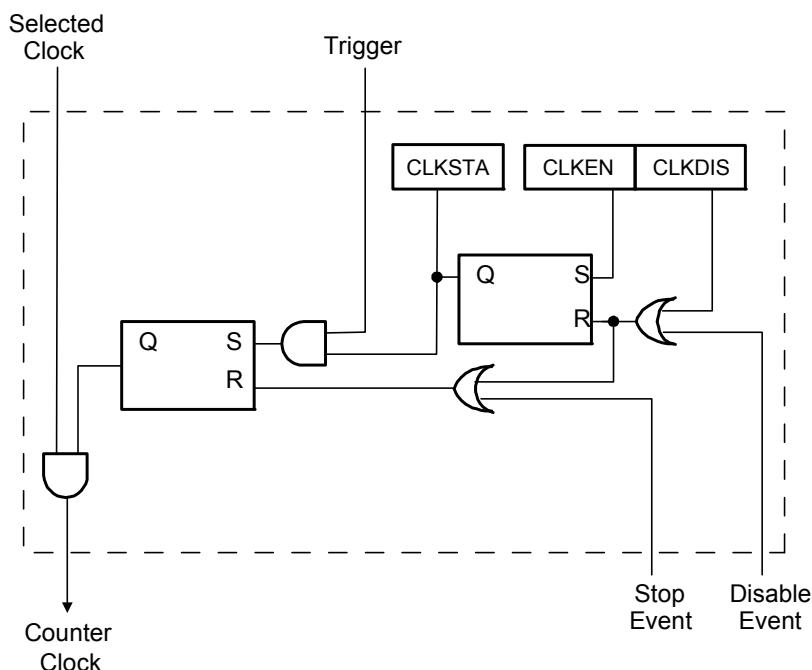 Selected
Clock
Trigger
CLKSTA
CLKEN
CLKDIS
Q
S
R
Q
S
R
Stop
Event
Disable
Event
Counter
Clock